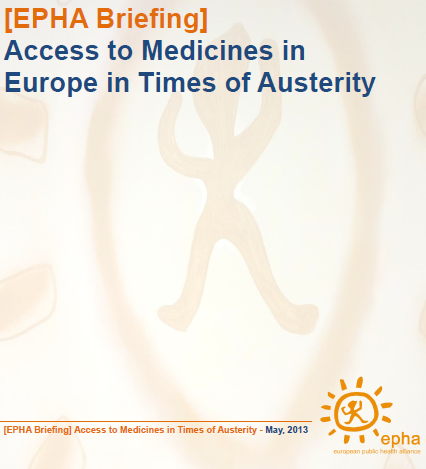 [EPHA Briefing]
Access to Medicines in
Europe in Times of Austerity
[EPHA Briefing] Access to Medicines in Times of Austerity - May, 2013
epha
european public health alliance